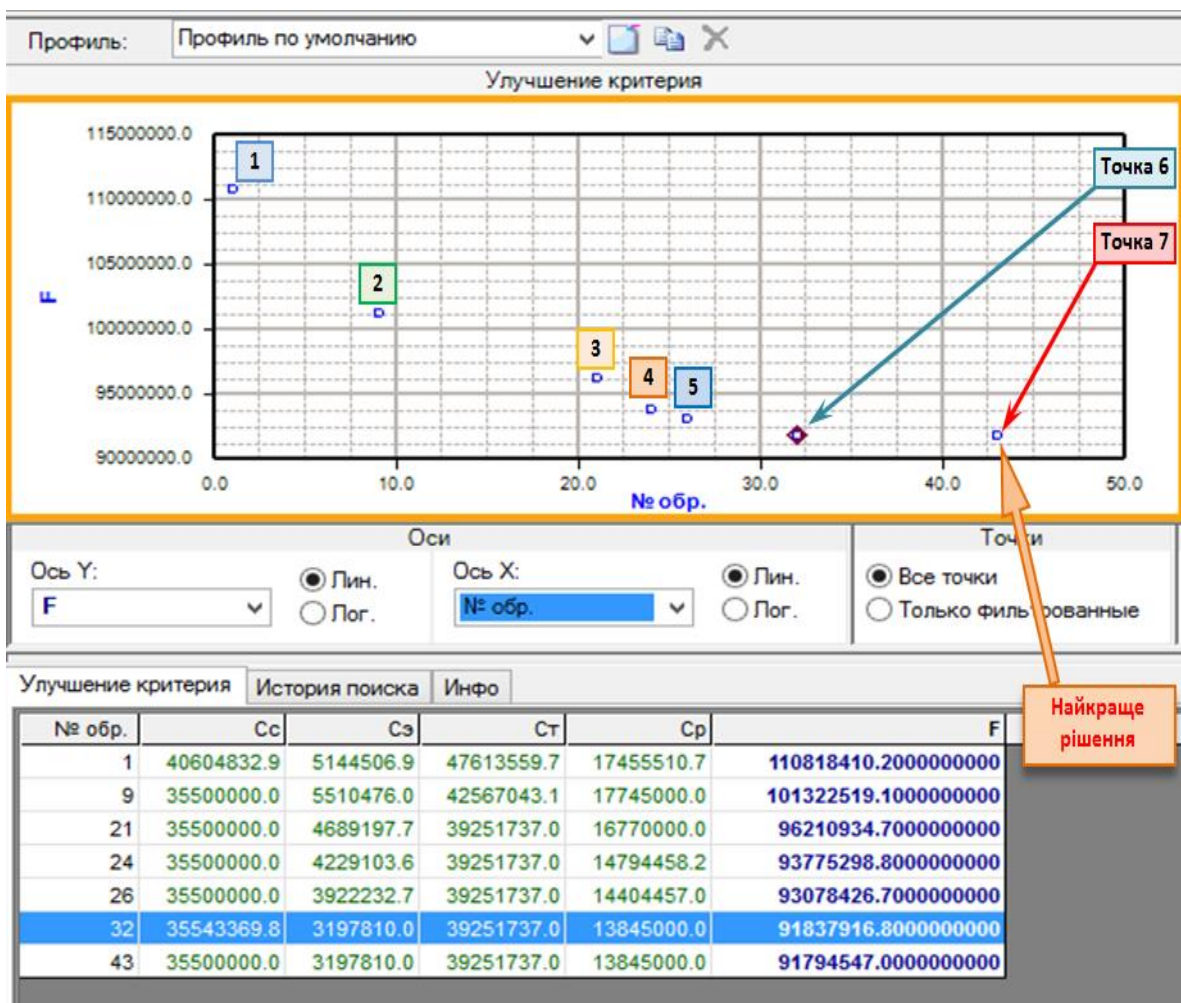 Профиль: Профиль по умолчанию
Улучшение критерия
115000000.0
110000000.0
105000000.0
100000000.0
95000000.0
90000000.0
F
1
2
3
4
5
Точка 6
Точка 7
0.0 10.0 20.0 30.0 40.0 50.0
№ обр.
Оси
Точки
Ось Y:
F
Лин.
Лог.
Ось X:
№ обр.
Лин.
Лог.
Все точки
Только фильтрованные
Найкраще
рішення
Улучшение критерия История поиска Инфо
№ обр. Сс Сэ Ст Ср F
1 40604832.9 5144506.9 47613559.7 17455510.7 110818410.2000000000
9 35500000.0 5510476.0 42567043.1 17745000.0 101322519.1000000000
21 35500000.0 4689197.7 39251737.0 16770000.0 96210934.7000000000
24 35500000.0 4229103.6 39251737.0 14794458.2 93775298.8000000000
26 35500000.0 3922232.7 39251737.0 14404457.0 93078426.7000000000
32 35543369.8 3197810.0 39251737.0 13845000.0 91837916.8000000000
43 35500000.0 3197810.0 39251737.0 13845000.0 91794547.0000000000